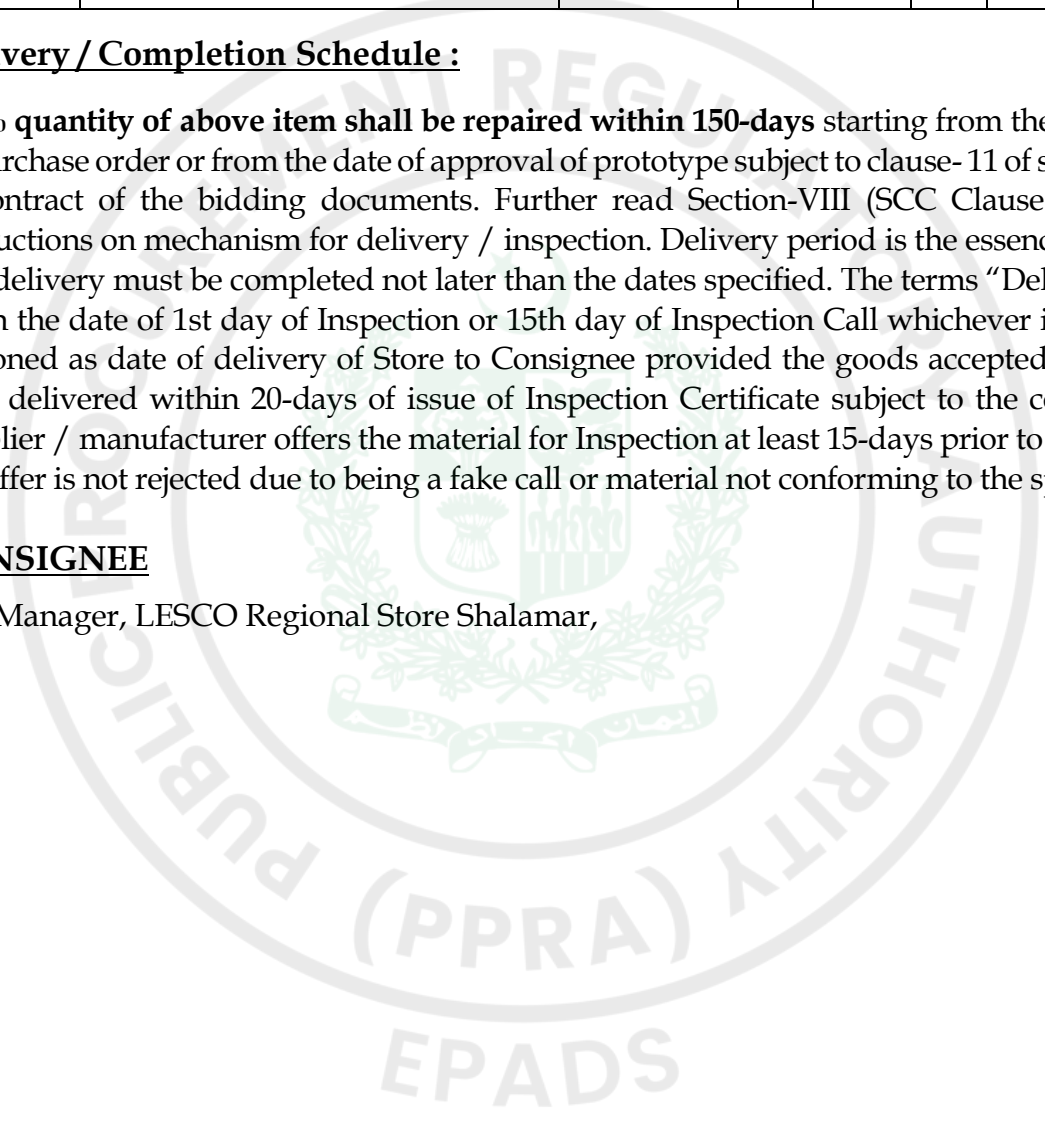 very / Completion Schedule :
quantity of above item shall be repaired within 150-days starting from the
rchase order or from the date of approval of prototype subject to clause- 11 of s
ontract of the bidding documents. Further read Section-VIII (SCC Clause
uctions on mechanism for delivery / inspection. Delivery period is the essen
delivery must be completed not later than the dates specified. The terms “Del
the date of 1st day of Inspection or 15th day of Inspection Call whichever i
oned as date of delivery of Store to Consignee provided the goods accepted
delivered within 20-days of issue of Inspection Certificate subject to the c
lier / manufacturer offers the material for Inspection at least 15-days prior to
ffer is not rejected due to being a fake call or material not conforming to the s
NSIGNEE
Manager, LESCO Regional Store Shalamar,
PUBLIC PROCUREMENT REGULATORY AUTHORITY
(PPRA)
EPADS